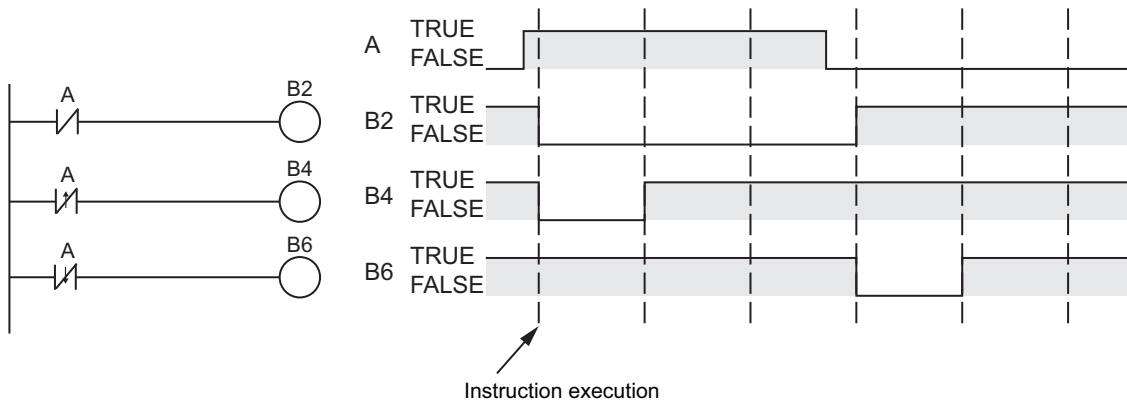 A
B2
A
B4
A
B6
A TRUE
FALSE
B2 TRUE
FALSE
B4 TRUE
FALSE
B6 TRUE
FALSE
Instruction execution